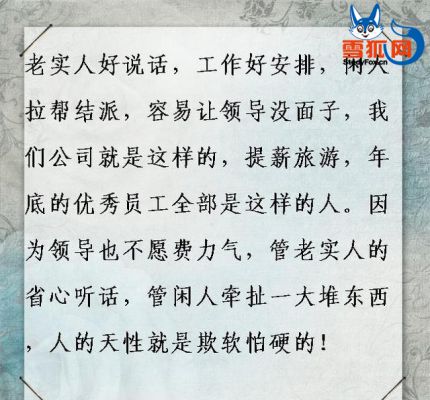 雪狐网
StudyFox.cn
老实人好说话，工作好安排，闲人
拉帮结派，容易让领导没面子，我
们公司就是这样的，提薪旅游，年
底的优秀员工全部是这样的人。因
为领导也不愿费力气，管老实人的
省心听话，管闲人牵扯一大堆东西
，人的天性就是欺软怕硬的！